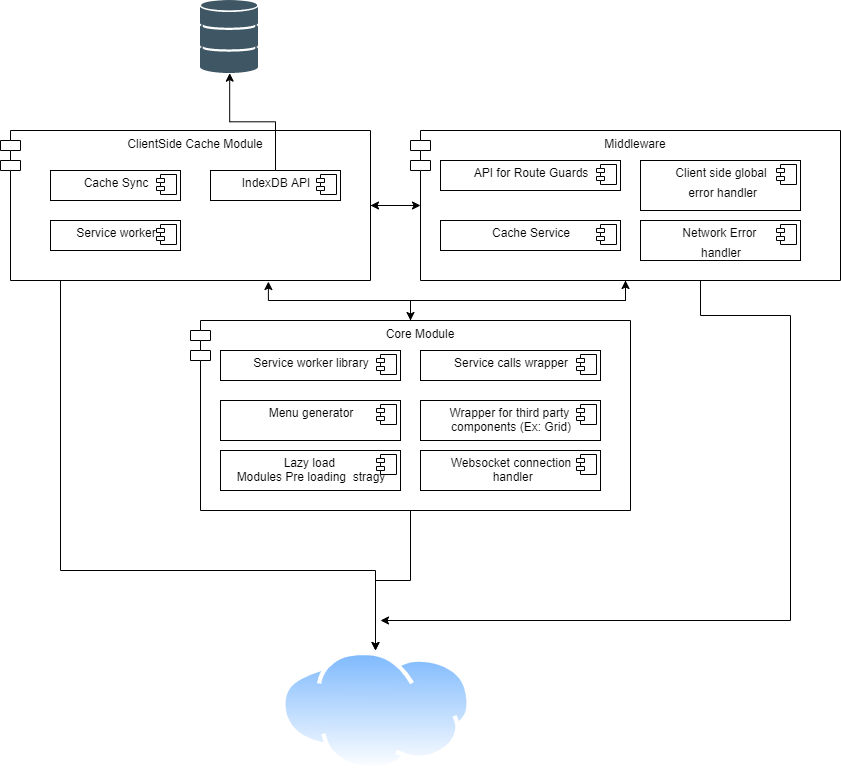 ClientSide Cache Module
Cache Sync
IndexDB API
Service worker
Middleware
API for Route Guards
Client side global
error handler
Cache Service
Network Error
handler
Core Module
Service worker library
Service calls wrapper
Menu generator
Wrapper for third party
components (Ex: Grid)
Lazy load
Modules Pre loading  stragy
Websocket connection
handler